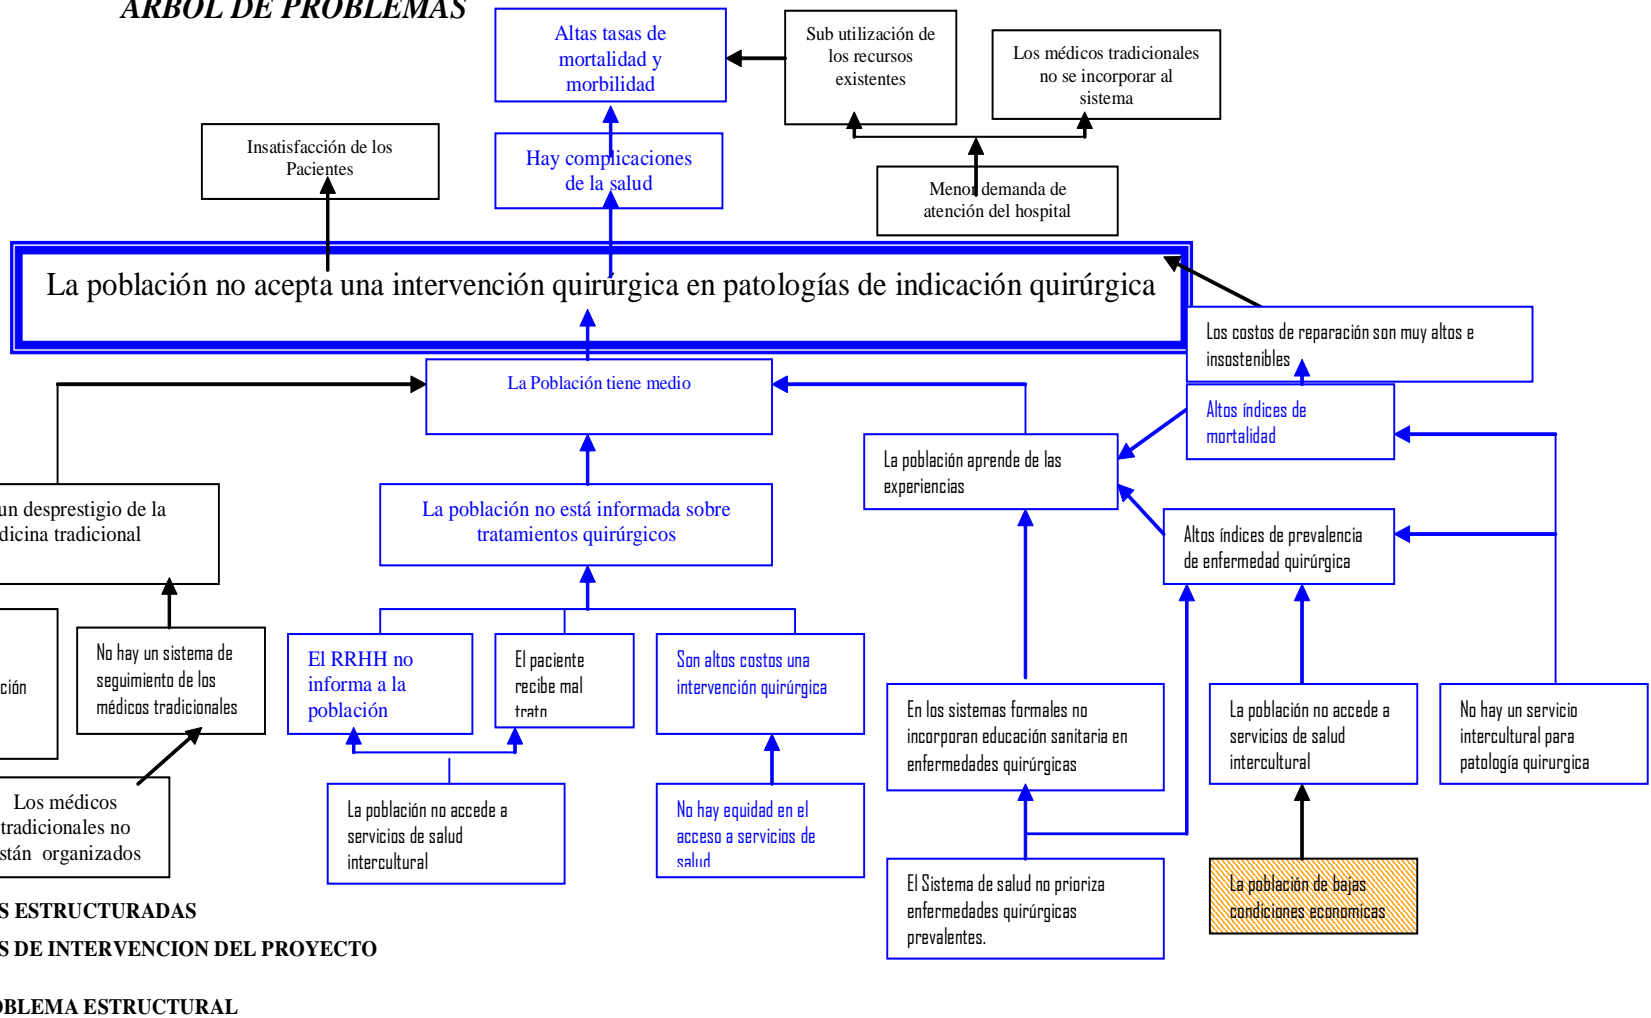 ARBOL DE PROBLEMAS
Altas tasas de
mortalidad y
morbilidad
Sub utilización de
los recursos
existentes
Los médicos tradicionales
no se incorporar al
sistema
Insatisfacción de los
Pacientes
Hay complicaciones
de la salud
Menor demanda de
atención del hospital
La población no acepta una intervención quirúrgica en patologías de indicación quirúrgica
Los costos de reparación son muy altos e
insostenibles
La Población tiene medio
Altos índices de
mortalidad
La población aprende de las
experiencias
un desprestigio de la
dicina tradicional
La población no está informada sobre
tratamientos quirúrgicos
Altos índices de prevalencia
de enfermedad quirúrgica
ción
No hay un sistema de
seguimiento de los
médicos tradicionales
El RRHH no
informa a la
población
El paciente
recibe mal
trato
Son altos costos una
intervención quirúrgica
En los sistemas formales no
incorporan educación sanitaria en
enfermedades quirúrgicas
La población no accede a
servicios de salud
intercultural
No hay un servicio
intercultural para
patología quirurgica
Los médicos
tradicionales no
están organizados
La población no accede a
servicios de salud
intercultural
No hay equidad en el
acceso a servicios de
salud
El Sistema de salud no prioriza
enfermedades quirúrgicas
prevalentes.
La población de bajas
condiciones economicas
S ESTRUCTURADAS
S DE INTERVENCION DEL PROYECTO
OBLEMA ESTRUCTURAL